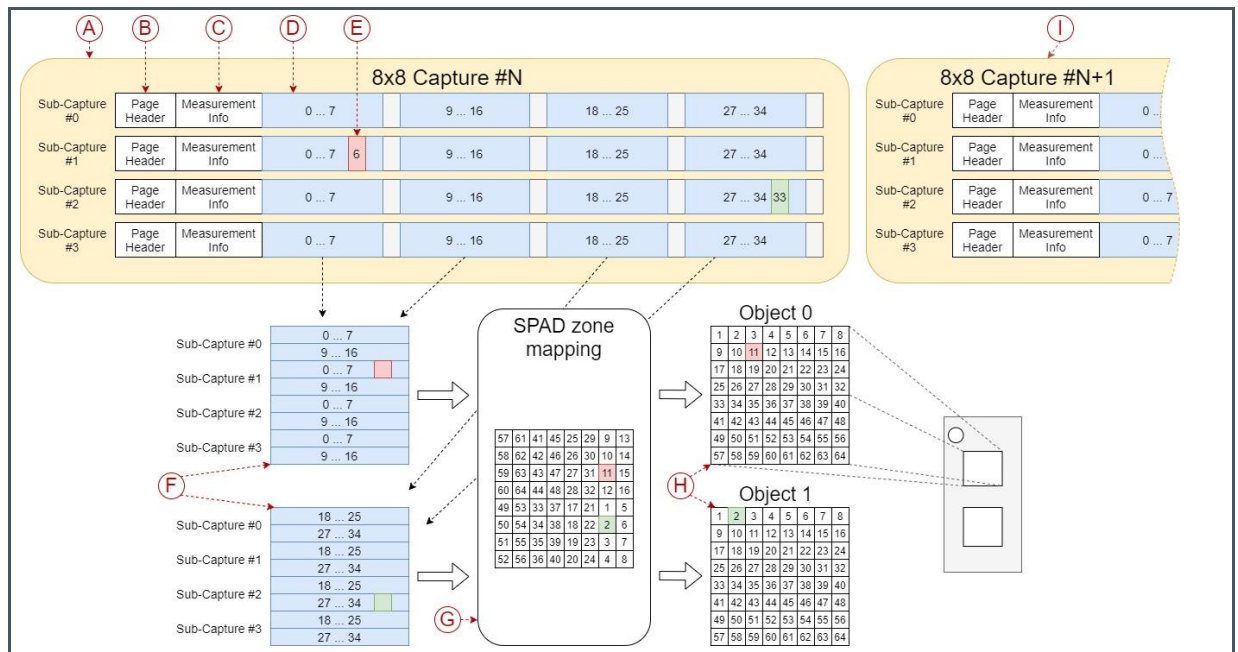 A B C D E I
8x8 Capture #N
Sub-Capture #0 Page Header Measurement Info 0 ... 7 9 ... 16 18 ... 25 27 ... 34
Sub-Capture #1 Page Header Measurement Info 0 ... 7 6 9 ... 16 18 ... 25 27 ... 34
Sub-Capture #2 Page Header Measurement Info 0 ... 7 9 ... 16 18 ... 25 27 ... 34 33
Sub-Capture #3 Page Header Measurement Info 0 ... 7 9 ... 16 18 ... 25 27 ... 34
8x8 Capture #N+1
Sub-Capture #0 Page Header Measurement Info 0 ..
Sub-Capture #1 Page Header Measurement Info 0 ...
Sub-Capture #2 Page Header Measurement Info 0 ... 7
Sub-Capture #3 Page Header Measurement Info 0 ... 7
Sub-Capture #0
0 ... 7
9 ... 16
Sub-Capture #1
0 ... 7
9 ... 16
Sub-Capture #2
0 ... 7
9 ... 16
Sub-Capture #3
0 ... 7
9 ... 16
F
Sub-Capture #0
18 ... 25
27 ... 34
Sub-Capture #1
18 ... 25
27 ... 34
Sub-Capture #2
18 ... 25
27 ... 34
Sub-Capture #3
18 ... 25
27 ... 34
SPAD zone
mapping
57 61 41 45 25 29 9 13
58 62 42 46 26 30 10 14
59 63 43 47 27 31 11 15
60 64 44 48 28 32 12 16
49 53 33 37 17 21 1 5
50 54 34 38 18 22 2 6
51 55 35 39 19 23 3 7
52 56 36 40 20 24 4 8
G
Object 0
1 2 3 4 5 6 7 8
9 10 11 12 13 14 15 16
17 18 19 20 21 22 23 24
25 26 27 28 29 30 31 32
33 34 35 36 37 38 39 40
41 42 43 44 45 46 47 48
49 50 51 52 53 54 55 56
57 58 59 60 61 62 63 64
H
Object 1
1 2 3 4 5 6 7 8
9 10 11 12 13 14 15 16
17 18 19 20 21 22 23 24
25 26 27 28 29 30 31 32
33 34 35 36 37 38 39 40
41 42 43 44 45 46 47 48
49 50 51 52 53 54 55 56
57 58 59 60 61 62 63 64